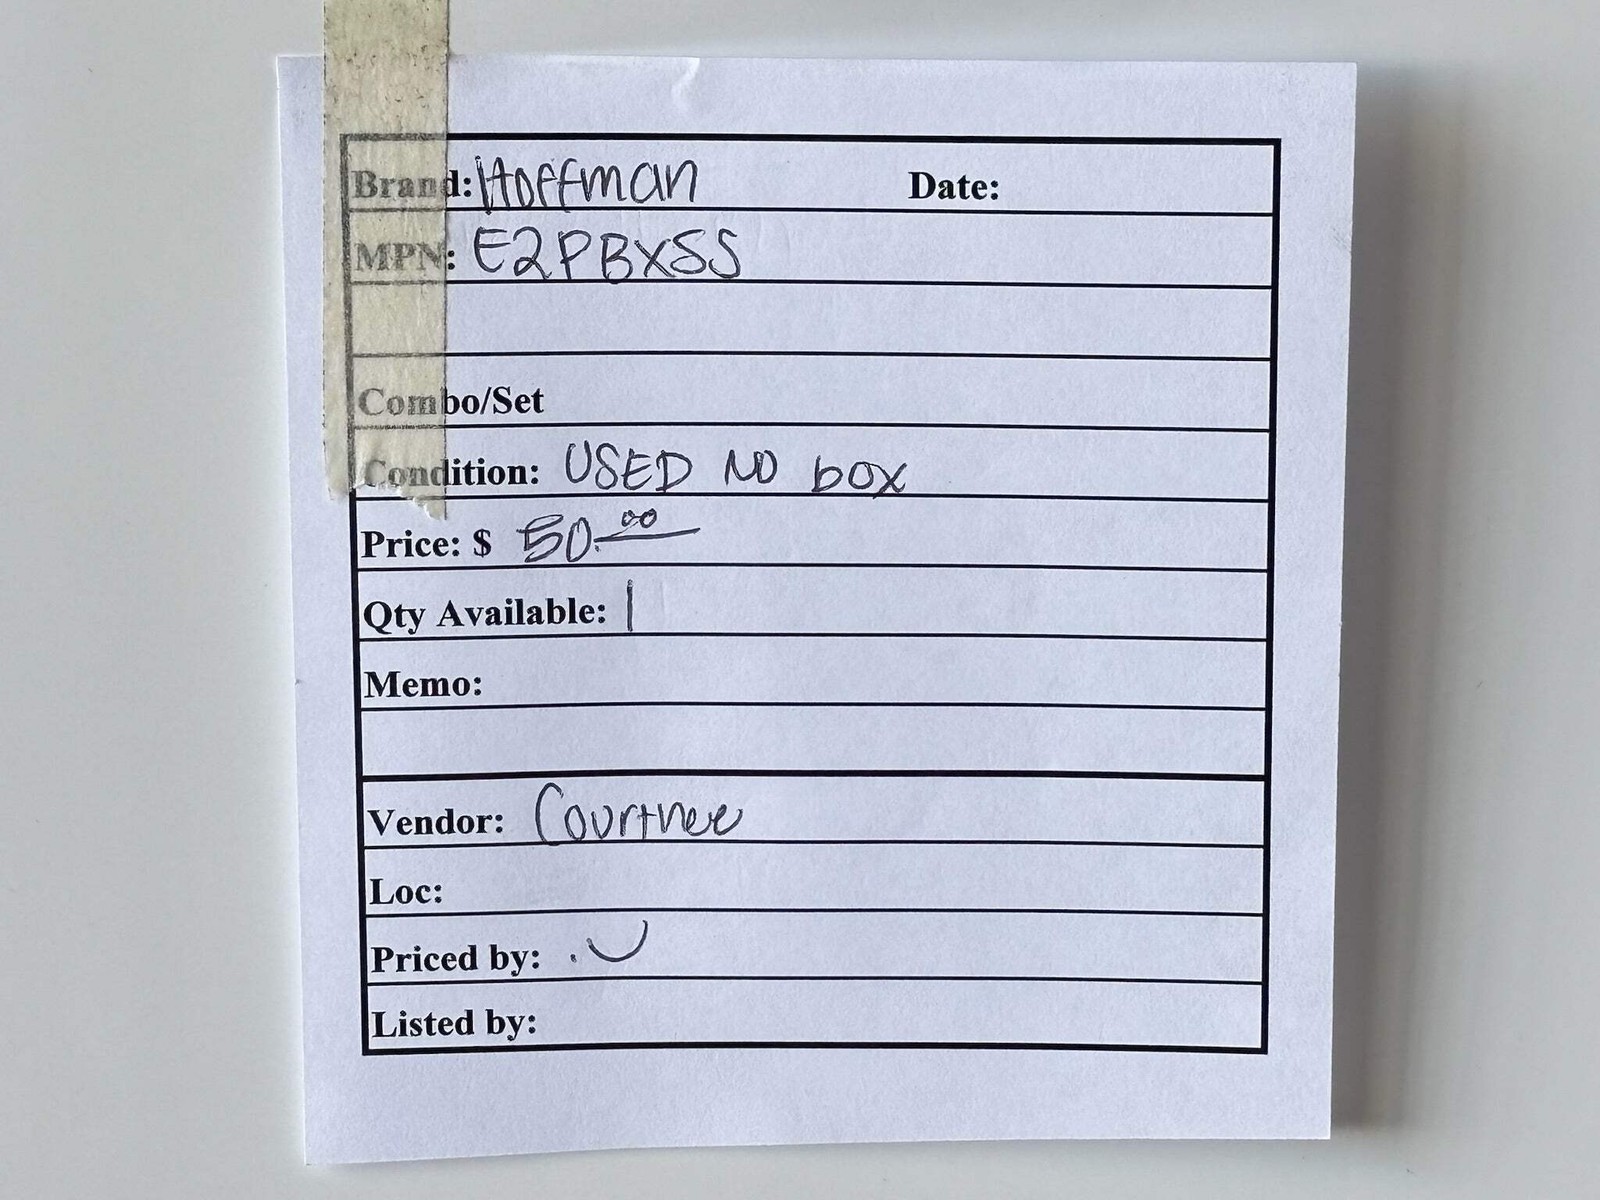 Brand: Hoffman Date:
MPN: E2PBXSS
Combo/Set
Condition: USED NO box
Price: $ 50.00
Qty Available: 1
Memo:
Vendor: Courtnee
Loc:
Priced by:
Listed by: